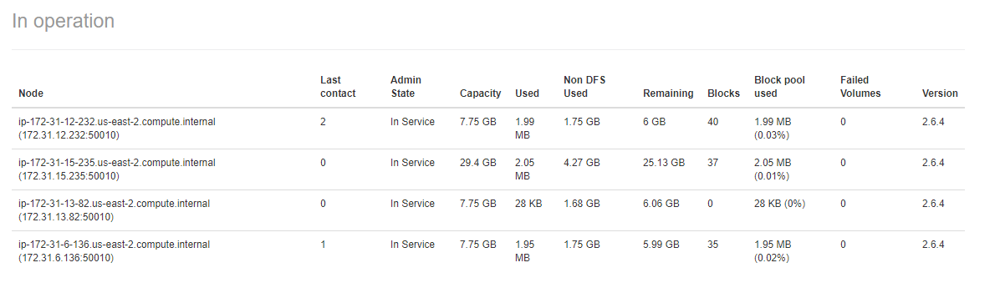 In operation
Node Last contact Admin State Capacity Used Non DFS Used Remaining Blocks Block pool used Failed Volumes Version
ip-172-31-12-232.us-east-2.compute.internal (172.31.12.232:50010) 2 In Service 7.75 GB 1.99 MB 1.75 GB 6 GB 40 1.99 MB (0.03%) 0 2.6.4
ip-172-31-15-235.us-east-2.compute.internal (172.31.15.235:50010) 0 In Service 29.4 GB 2.05 MB 4.27 GB 25.13 GB 37 2.05 MB (0.01%) 0 2.6.4
ip-172-31-13-82.us-east-2.compute.internal (172.31.13.82:50010) 0 In Service 7.75 GB 28 KB 1.68 GB 6.06 GB 0 28 KB (0%) 0 2.6.4
ip-172-31-6-136.us-east-2.compute.internal (172.31.6.136:50010) 1 In Service 7.75 GB 1.95 MB 1.75 GB 5.99 GB 35 1.95 MB (0.02%) 0 2.6.4